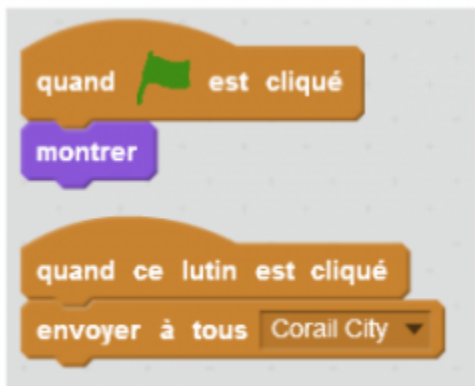 quand est cliqué
montrer
quand ce lutin est cliqué
envoyer à tous Corail City